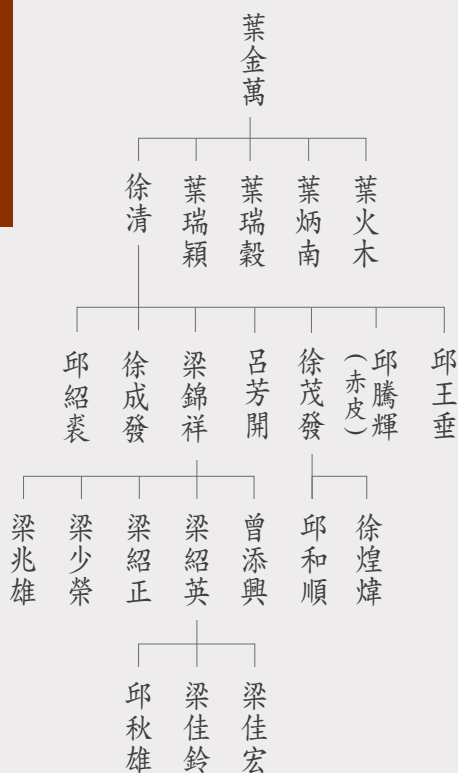 葉金萬
葉火木
葉炳南
葉瑞穀
葉瑞穎
徐清
邱王垂
邱騰輝
(赤皮)
徐茂發
呂芳開
梁錦祥
徐成發
邱紹裘
徐煌煒
邱和順
曾添興
梁紹英
梁紹正
梁少榮
梁兆雄
梁佳宏
梁佳鈴
邱秋雄